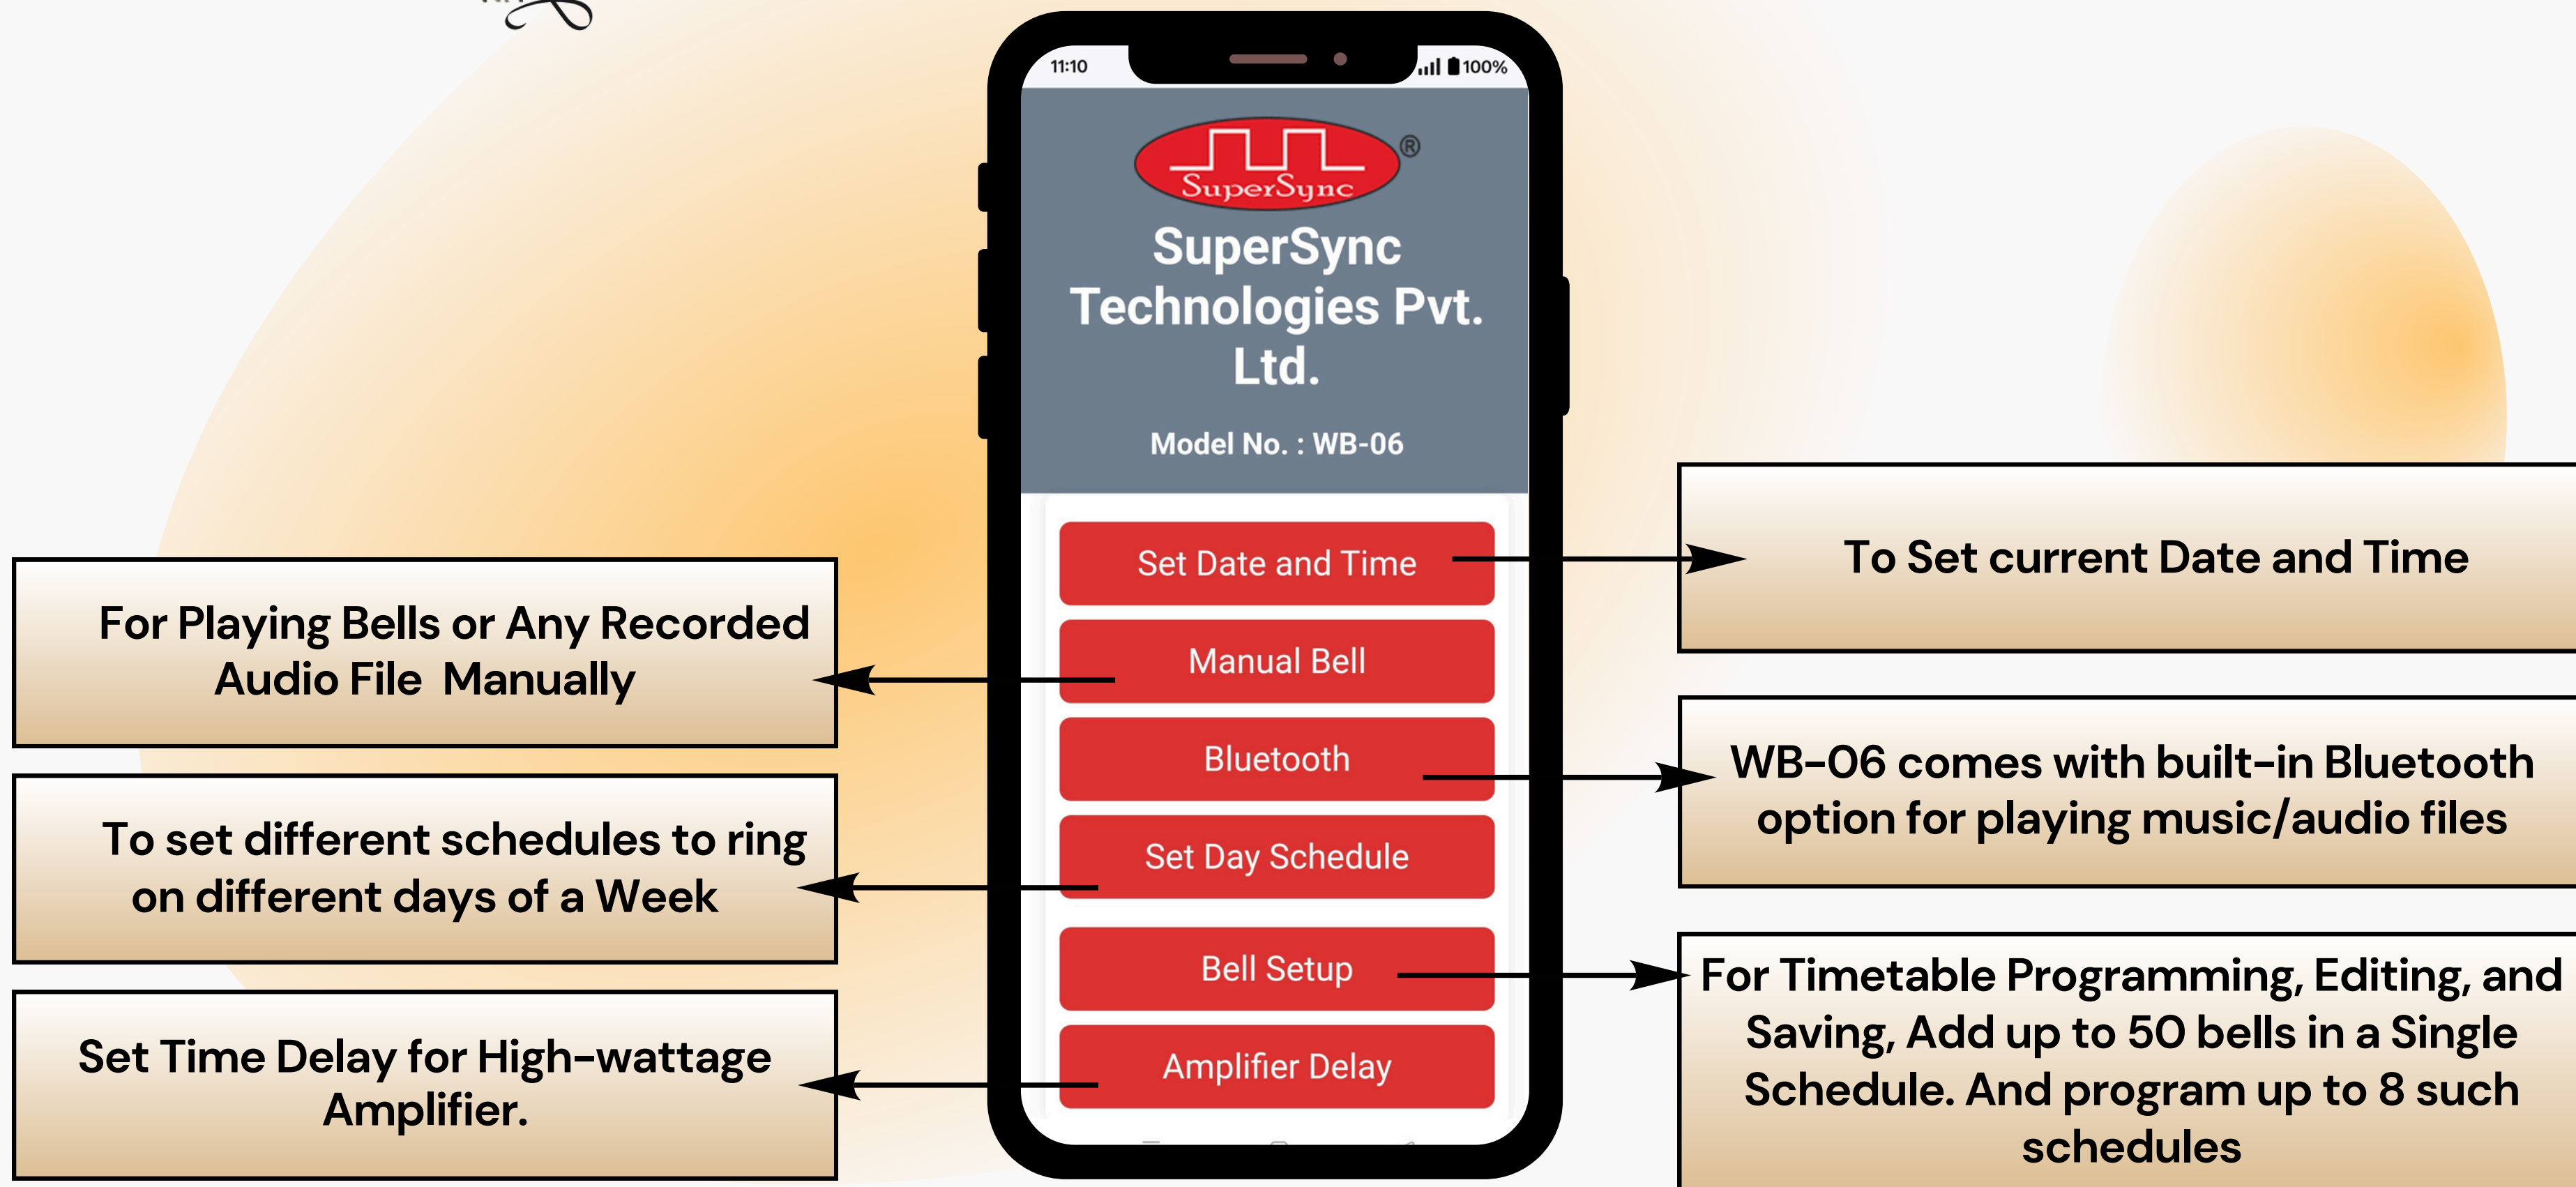 11:10
100%
SuperSync
®
SuperSync
Technologies Pvt.
Ltd.
Model No. : WB-06
Set Date and Time
Manual Bell
Bluetooth
Set Day Schedule
Bell Setup
Amplifier Delay
For Playing Bells or Any Recorded
Audio File Manually
To set different schedules to ring
on different days of a Week
Set Time Delay for High-wattage
Amplifier.
To Set current Date and Time
WB-06 comes with built-in Bluetooth
option for playing music/audio files
For Timetable Programming, Editing, and
Saving, Add up to 50 bells in a Single
Schedule. And program up to 8 such
schedules